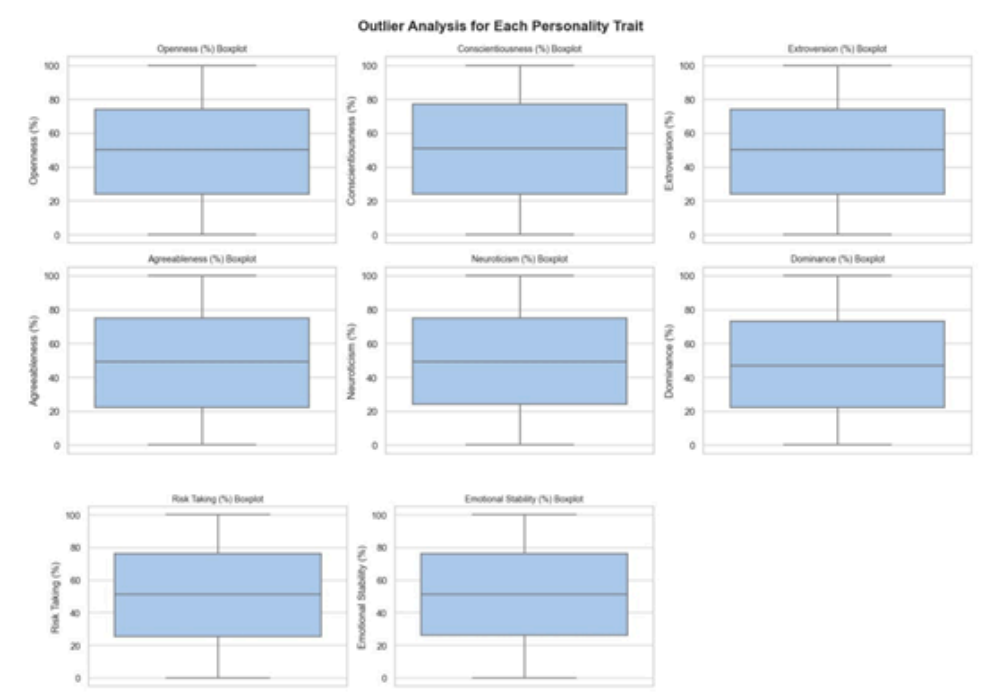 Outlier Analysis for Each Personality Trait
Openness (%) Boxplot
Openness (%)
100
80
60
40
20
0
Conscientiousness (%) Boxplot
Conscientiousness (%)
100
80
60
40
20
0
Extroversion (%) Boxplot
Extroversion (%)
100
80
60
40
20
0
Agreeableness (%) Boxplot
Agreeableness (%)
100
80
60
40
20
0
Neuroticism (%) Boxplot
Neuroticism (%)
100
80
60
40
20
0
Dominance (%) Boxplot
Dominance (%)
100
80
60
40
20
0
Risk Taking (%) Boxplot
Risk Taking (%)
100
80
60
40
20
0
Emotional Stability (%) Boxplot
Emotional Stability (%)
100
80
60
40
20
0